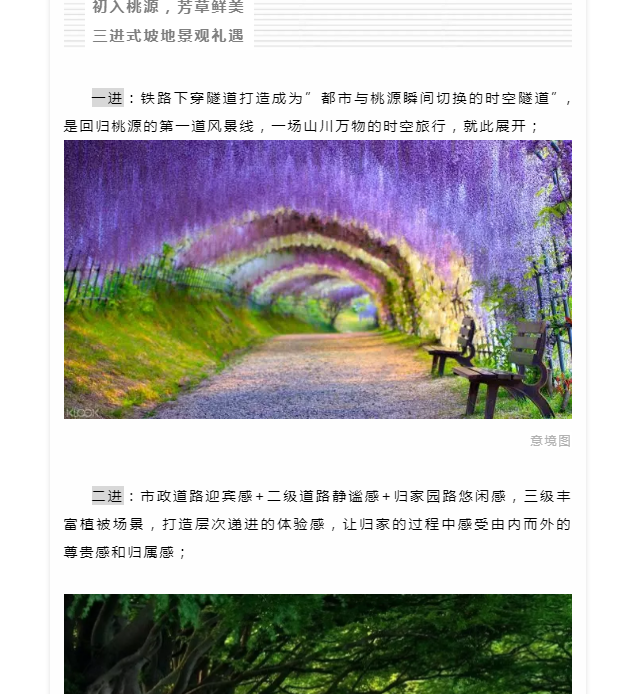 初入桃源，芳草鲜美
三进式坡地景观礼遇
一进：铁路下穿隧道打造成为”都市与桃源瞬间切换的时空隧道”，
是回归桃源的第一道风景线，一场山川万物的时空旅行，就此展开；
KLOOK
意境图
二进：市政道路迎宾感+二级道路静谧感+归家园路悠闲感，三级丰
富植被场景，打造层次递进的体验感，让归家的过程中感受由内而外的
尊贵感和归属感；